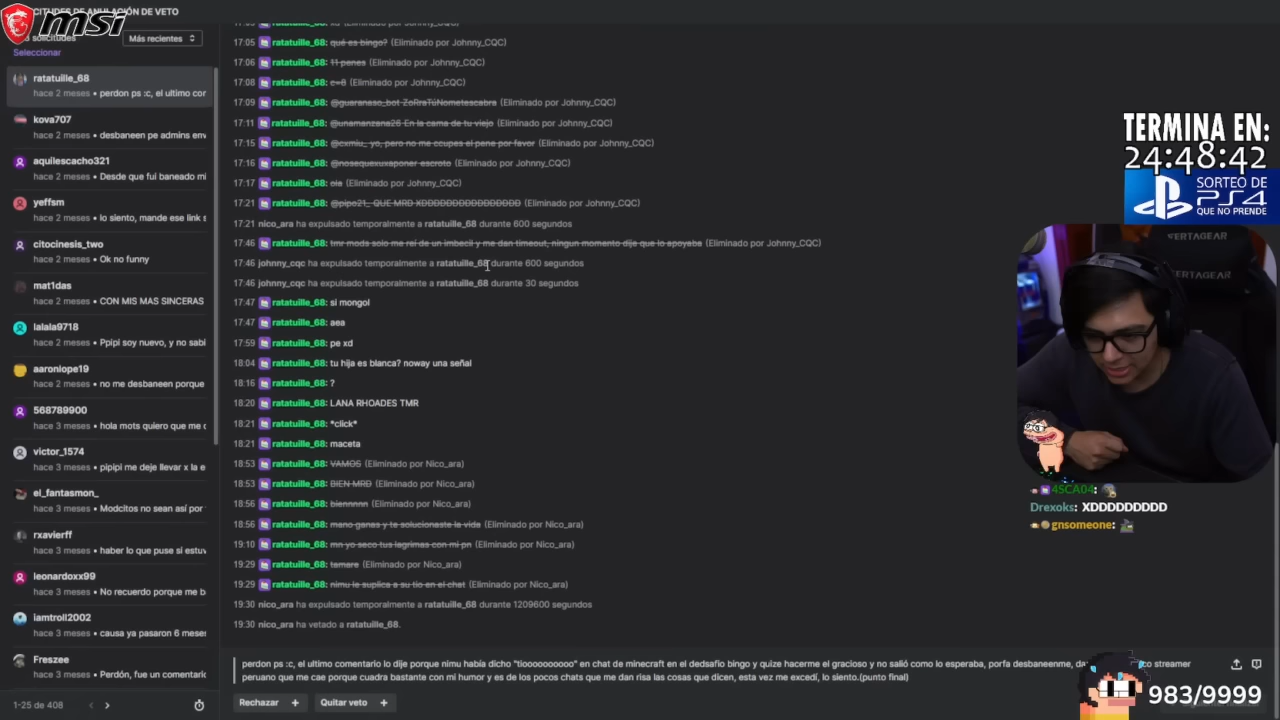 CITUDES DE ANULACIÓN DE VETO
msi
solicitudes
Más recientes
Seleccionar
ratatuille_68
hace 2 meses • perdon ps :c, el ultimo cor
kova707
hace 2 meses • desbaneen pe admins env
aquilescacho321
hace 2 meses • Desde que fui baneado mi
yeffsm
hace 2 meses • lo siento, mande ese link s
citocinesis_two
hace 2 meses • Ok no funny
mat1das
hace 2 meses • CON MIS MAS SINCERAS
lalala9718
hace 2 meses • Ppipi soy nuevo, y no sabi
aaronlope19
hace 2 meses • no me desbaneen porque
568789900
hace 3 meses • hola mots quiero que me c
victor_1574
hace 3 meses • pipipi me deje llevar x la e
el_fantasmon_
hace 3 meses • Modcitos no sean así por
rxavierff
hace 3 meses • haber lo que puse si estuv
leonardoxx99
hace 3 meses • No recuerdo porque me b
iamtroll2002
hace 3 meses • causa ya pasaron 6 mese
Freszee
hace 3 meses • Perdón, fue un comentario
1-25 de 408
17:05 ratatuille_68: qué es bingo? (Eliminado por Johnny_CQC)
17:06 ratatuille_68: 11 penes (Eliminado por Johnny_CQC)
17:08 ratatuille_68: c=8 (Eliminado por Johnny_CQC)
17:09 ratatuille_68: @guaranaso_bot ZoRraTúNometescabra (Eliminado por Johnny_CQC)
17:11 ratatuille_68: @unamanzana26 En la cama de tu viejo (Eliminado por Johnny_CQC)
17:15 ratatuille_68: @cxmiu_ yo, pero no me ccupes el pene por favor (Eliminado por Johnny_CQC)
17:16 ratatuille_68: @nosequexuxaponer escroto (Eliminado por Johnny_CQC)
17:17 ratatuille_68: ola (Eliminado por Johnny_CQC)
17:21 ratatuille_68: @pipo21_ QUE MRD XDDDDDDDDDDDDDDD (Eliminado por Johnny_CQC)
17:21 nico_ara ha expulsado temporalmente a ratatuille_68 durante 600 segundos
17:46 ratatuille_68: tmr mods solo me rei de un imbecil y me dan timeout, ningun momento dije que lo apoyaba (Eliminado por Johnny_CQC)
17:46 johnny_cqc ha expulsado temporalmente a ratatuille_68 durante 600 segundos
17:46 johnny_cqc ha expulsado temporalmente a ratatuille_68 durante 30 segundos
17:47 ratatuille_68: si mongol
17:47 ratatuille_68: aea
17:59 ratatuille_68: pe xd
18:04 ratatuille_68: tu hija es blanca? noway una señal
18:16 ratatuille_68: ?
18:20 ratatuille_68: LANA RHOADES TMR
18:21 ratatuille_68: *click*
18:21 ratatuille_68: maceta
18:53 ratatuille_68: VAMOS (Eliminado por Nico_ara)
18:53 ratatuille_68: BIEN MRD (Eliminado por Nico_ara)
18:56 ratatuille_68: biennnnn (Eliminado por Nico_ara)
18:56 ratatuille_68: mano ganas y te solucionaste la vida (Eliminado por Nico_ara)
19:10 ratatuille_68: mn yo seco tus lagrimas con mi pn (Eliminado por Nico_ara)
19:29 ratatuille_68: tamare (Eliminado por Nico_ara)
19:29 ratatuille_68: nimu le suplica a su tio en el chat (Eliminado por Nico_ara)
19:30 nico_ara ha expulsado temporalmente a ratatuille_68 durante 1209600 segundos
19:30 nico_ara ha vetado a ratatuille_68.
perdon ps :c, el ultimo comentario lo dije porque nimu había dicho "tioooooooooo" en chat de minecraft en el dedsafio bingo y quize hacerme el gracioso y no salió como lo esperaba, porfa desbaneenme, co streamer
peruano que me cae porque cuadra bastante con mi humor y es de los pocos chats que me dan risa las cosas que dicen, esta vez me excedí, lo siento.(punto final)
Rechazar +
Quitar veto +
TERMINA EN:
24:48:42
SORTEO DE
PS4
QUE NO PRENDE
4SCA04:
Drexoks: XDDDDDDDDD
gnsomeone:
983/9999